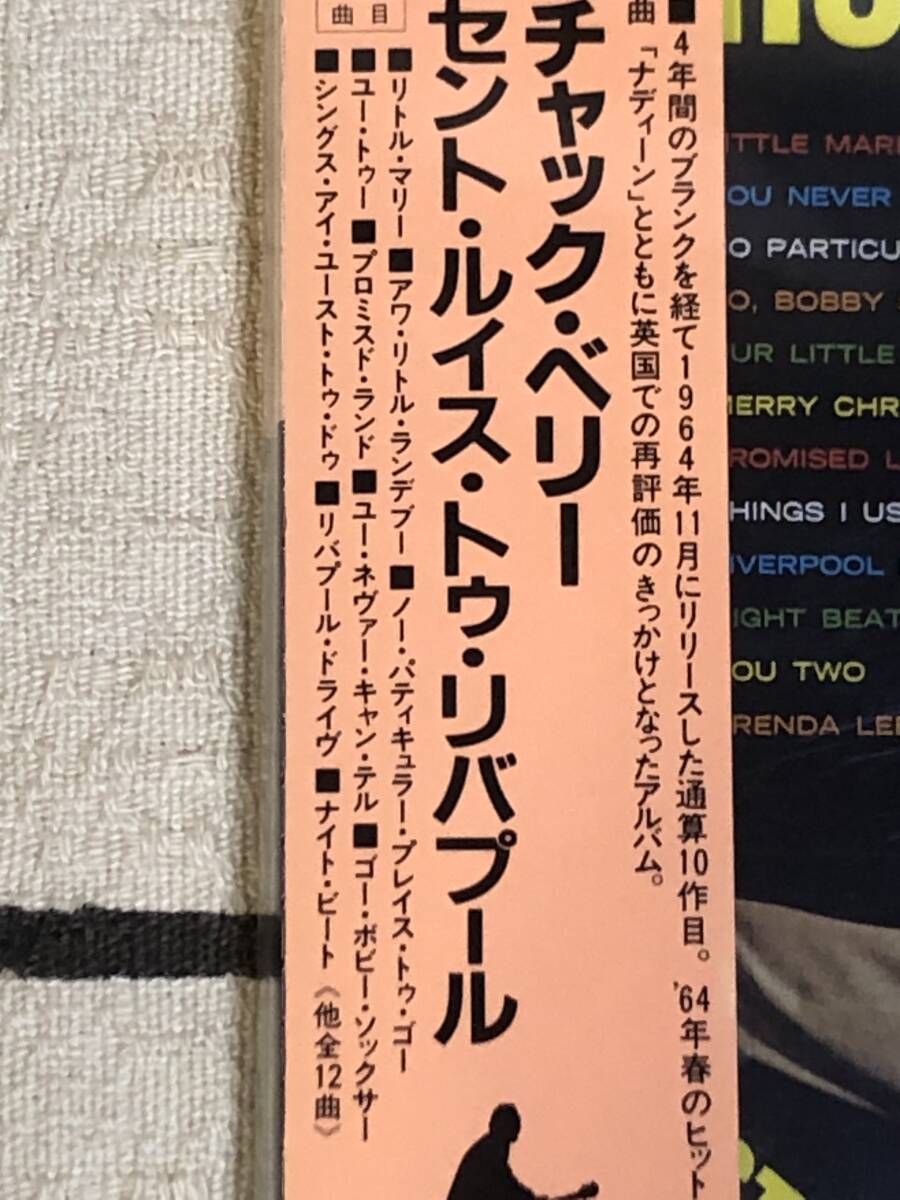 ■4年間のブランクを経て1964年11月にリリースした通算10作目。'64年春のヒット
曲「ナディーン」とともに英国での再評価のきっかけとなったアルバム。
チャック・ベリー
セント・ルイス・トゥ・リバプール
曲目
■リトル・マリー■アワ・リトル・ランデブー■ノー・パティキュラー・プレイス・トゥ・ゴー
■ユー・トゥー■プロミスド・ランド■ユー・ネヴァー・キャン・テル■ゴー・ボビー・ソックサー
■シングス・アイ・ユースト・トゥ・ドゥ■リバプール・ドライヴ■ナイト・ビート《他全12曲》
ITTLE MARI
OU NEVER
O PARTICU
O, BOBBY
UR LITTLE
MERRY CHR
ROMISED L
HINGS I US
IVERPOOL
IGHT BEAT
OU TWO
RENDA LEE